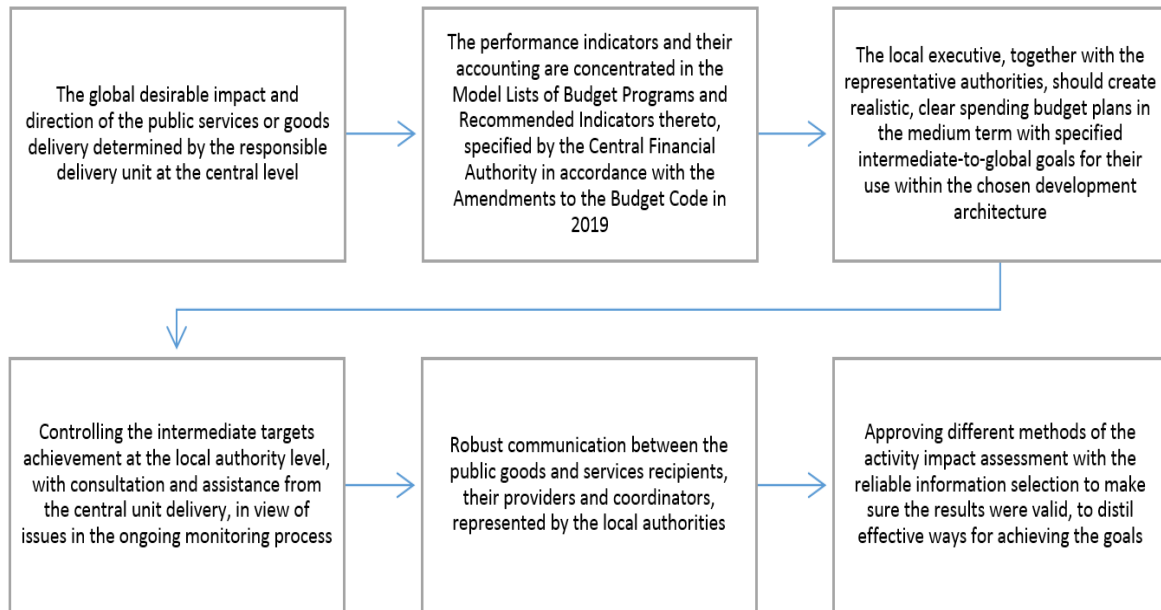 The global desirable impact and
direction of the public services or goods
delivery determined by the responsible
delivery unit at the central level
The performance indicators and their
accounting are concentrated in the
Model Lists of Budget Programs and
Recommended Indicators thereto,
specified by the Central Financial
Authority in accordance with the
Amendments to the Budget Code in
2019
The local executive, together with the
representative authorities, should create
realistic, clear spending budget plans in
the medium term with specified
intermediate-to-global goals for their
use within the chosen development
architecture
Controlling the intermediate targets
achievement at the local authority level,
with consultation and assistance from
the central unit delivery, in view of
issues in the ongoing monitoring process
Robust communication between the
public goods and services recipients,
their providers and coordinators,
represented by the local authorities
Approving different methods of the
activity impact assessment with the
reliable information selection to make
sure the results were valid, to distil
effective ways for achieving the goals